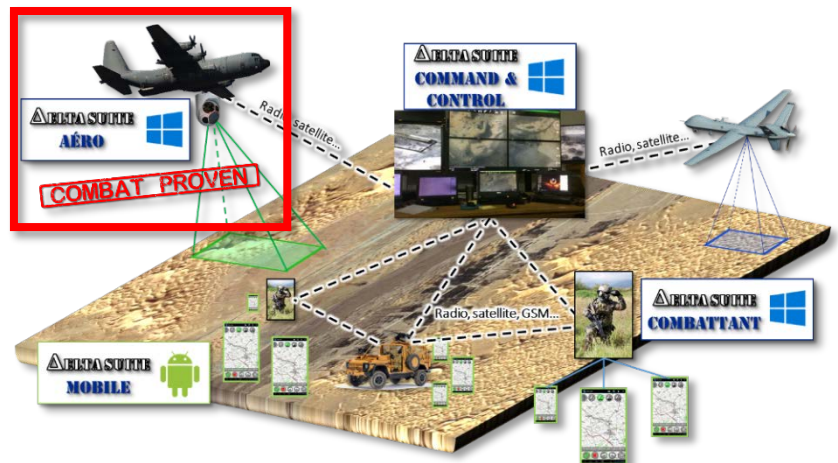 ΔELTA SUITE
AÉRO
COMBAT PROVEN
Radio, satellite...
ΔELTA SUITE
COMMAND &
CONTROL
Radio, satellite...
Radio, satellite, GSM...
ΔELTA SUITE
COMBATTANT
ΔELTA SUITE
MOBILE